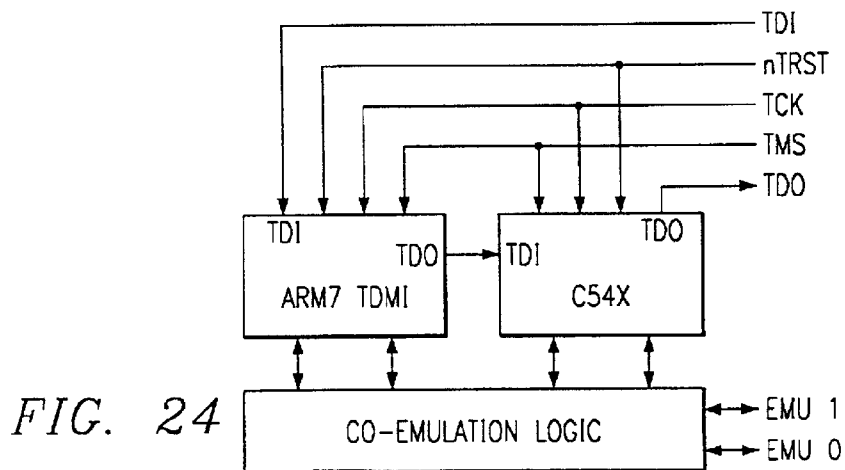 TDI
nTRST
TCK
TMS
TDO
TDI
TDO
TDO
TDI
ARM7 TDMI
C54X
FIG. 24
CO-EMULATION LOGIC
EMU 1
EMU 0